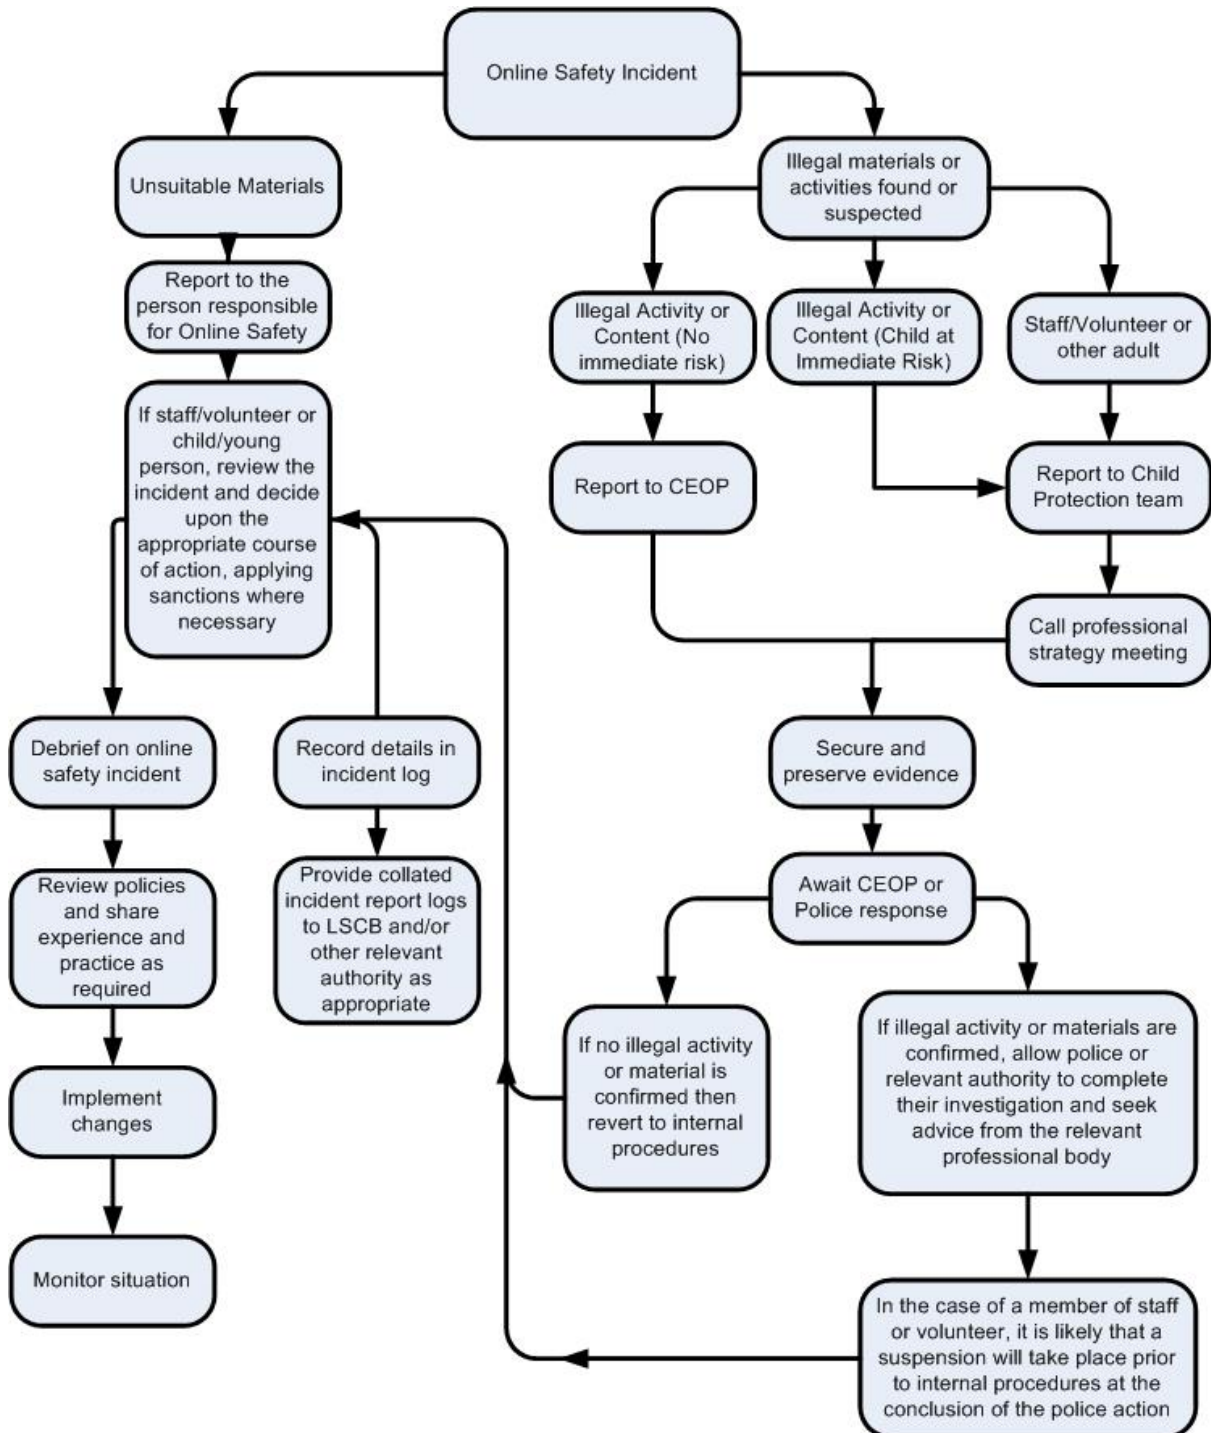 Online Safety Incident
Unsuitable Materials
Illegal materials or
activities found or
suspected
Report to the
person responsible
for Online Safety
Illegal Activity or
Content (No
immediate risk)
Illegal Activity or
Content (Child at
Immediate Risk)
Staff/Volunteer or
other adult
If staff/volunteer or
child/young
person, review the
incident and decide
upon the
appropriate course
of action, applying
sanctions where
necessary
Report to CEOP
Report to Child
Protection team
Call professional
strategy meeting
Debrief on online
safety incident
Record details in
incident log
Secure and
preserve evidence
Review policies
and share
experience and
practice as
required
Provide collated
incident report logs
to LSCB and/or
other relevant
authority as
appropriate
Await CEOP or
Police response
If no illegal activity
or material is
confirmed then
revert to internal
procedures
If illegal activity or materials are
confirmed, allow police or
relevant authority to complete
their investigation and seek
advice from the relevant
professional body
Implement
changes
Monitor situation
In the case of a member of staff
or volunteer, it is likely that a
suspension will take place prior
to internal procedures at the
conclusion of the police action